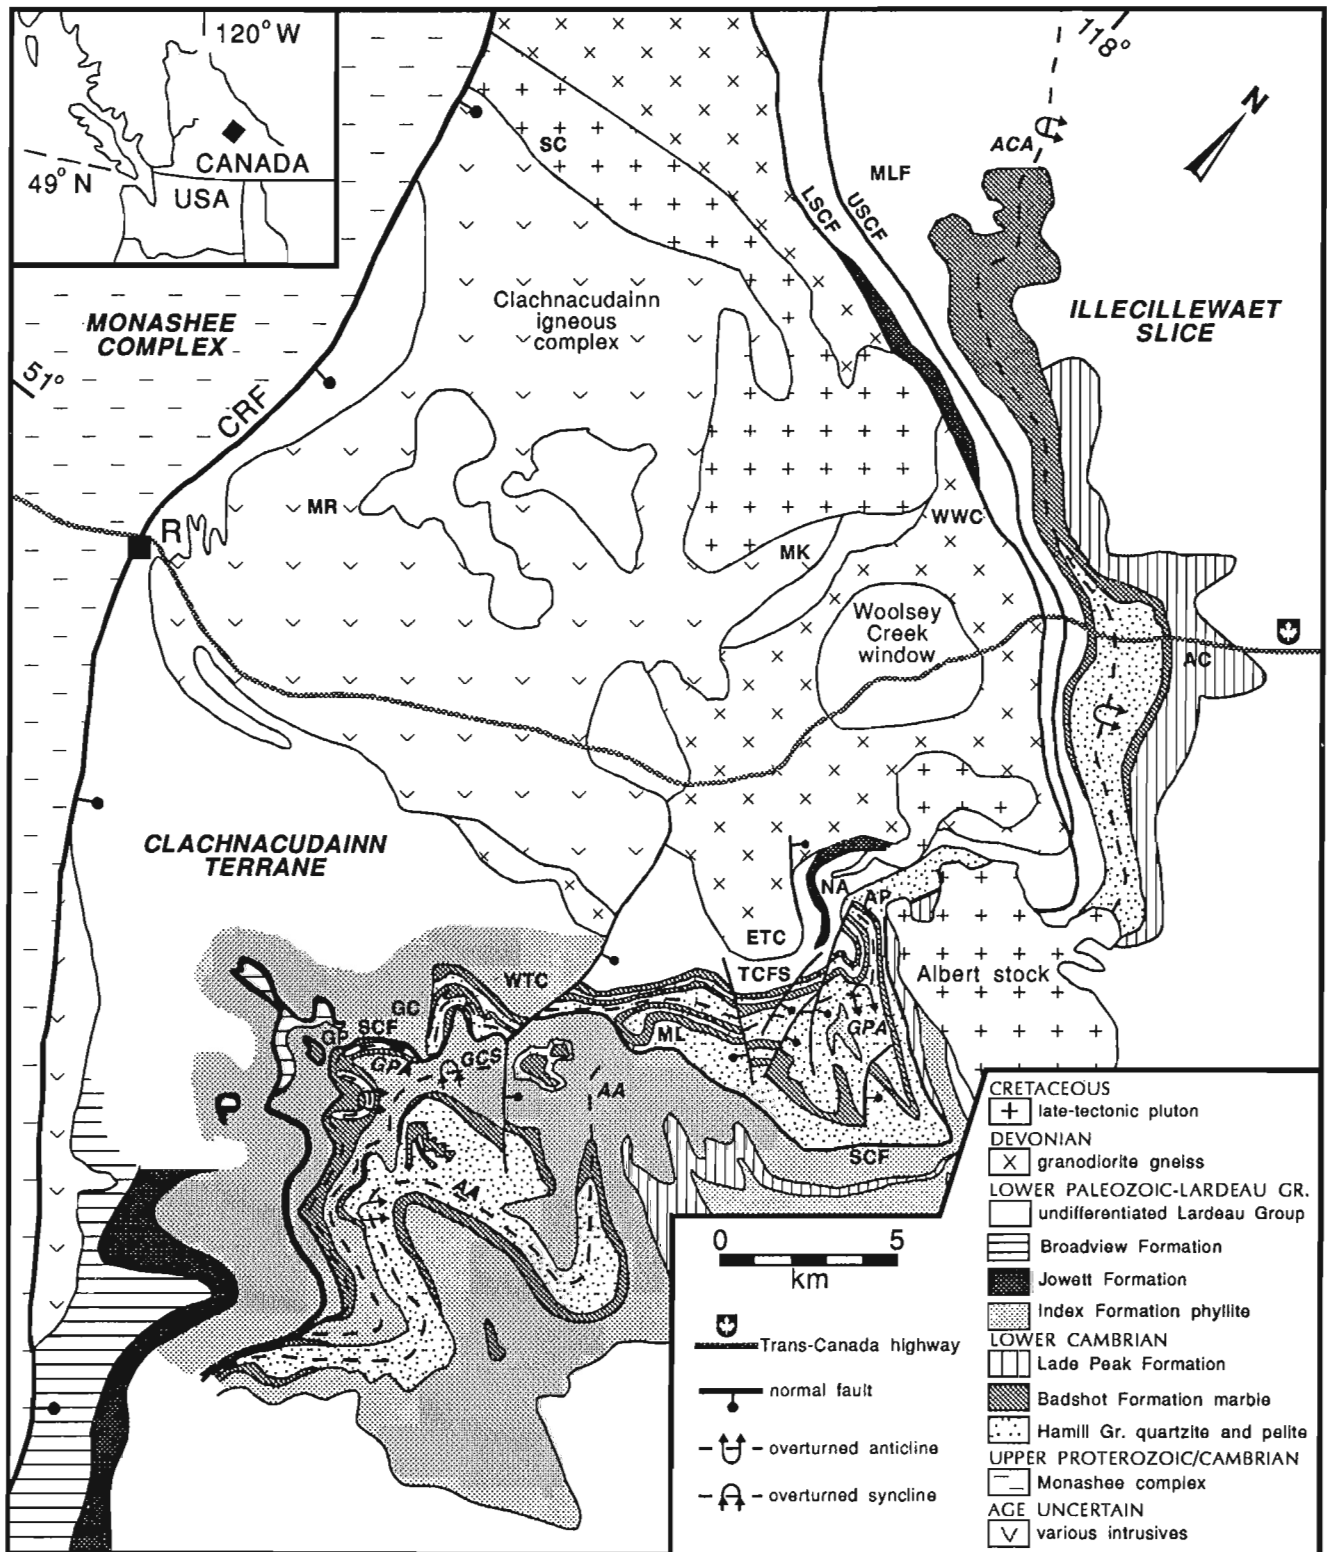 120° W
118°
N
ACA
SC
CANADA
49° N
USA
MLF
LSCF
USCF
Clachnacudainn
igneous
complex
MONASHEE
COMPLEX
ILLECILLEWAET
SLICE
51°
CRF
MR
R
WWC
MK
Woolsey
Creek
window
AC
CLACHNACUDAINN
TERRANE
NA
AP
ETC
TCFS
WTC
Albert stock
GC
SCF
GP
GPA
GCS
ML
GPA
AA
SCF
AA
0
5
km
Trans-Canada highway
normal fault
overturned anticline
overturned syncline
CRETACEOUS
late-tectonic pluton
DEVONIAN
granodiorite gneiss
LOWER PALEOZOIC-LARDEAU GR.
undifferentiated Lardeau Group
Broadview Formation
Jowett Formation
Index Formation phyllite
LOWER CAMBRIAN
Lade Peak Formation
Badshot Formation marble
Hamill Gr. quartzite and pelite
UPPER PROTEROZOIC/CAMBRIAN
Monashee complex
AGE UNCERTAIN
various intrusives